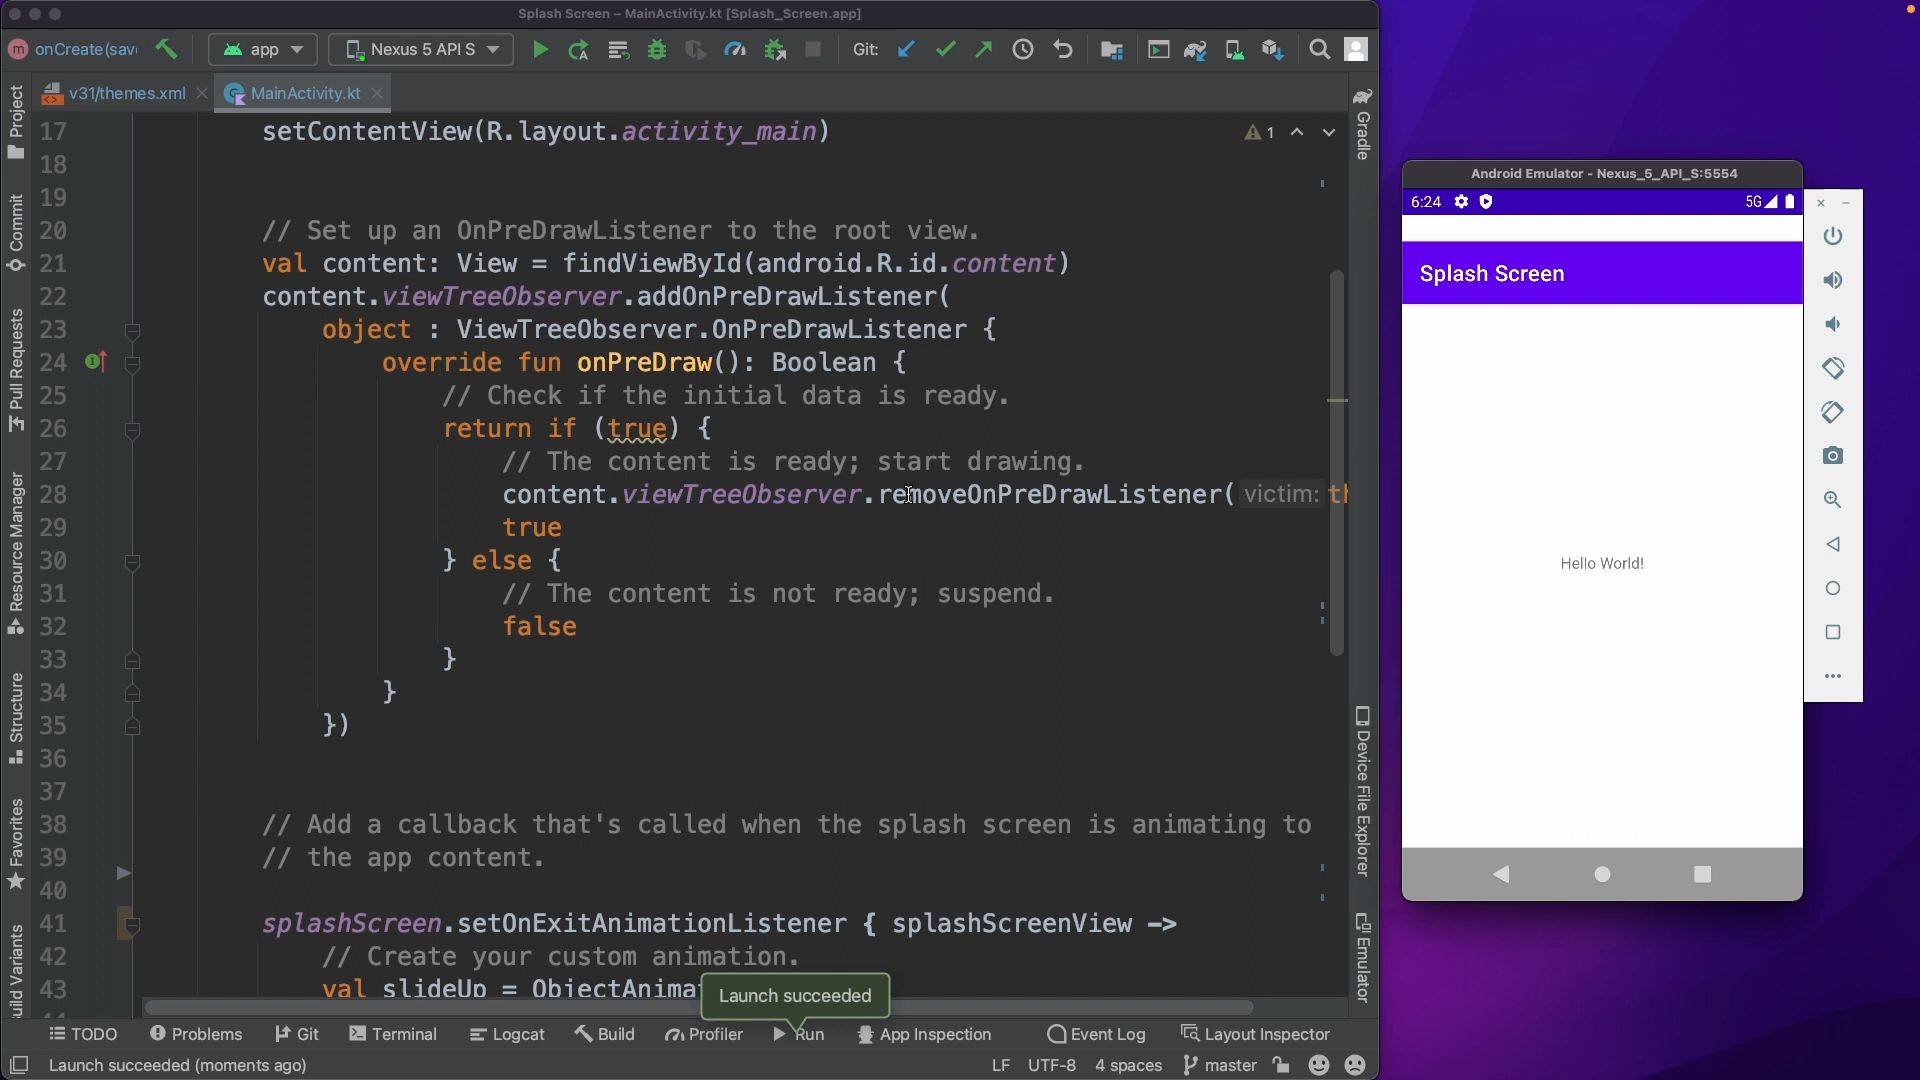 Splash Screen – MainActivity.kt [Splash_Screen.app]
onCreate(sav
app
Nexus 5 API S
Git:
v31/themes.xml
MainActivity.kt
Project
Commit
Pull Requests
Resource Manager
Structure
Favorites
uild Variants
17 setContentView(R.layout.activity_main)
1
18
19
20 // Set up an OnPreDrawListener to the root view.
21 val content: View = findViewById(android.R.id.content)
22 content.viewTreeObserver.addOnPreDrawListener(
23 object : ViewTreeObserver.OnPreDrawListener {
24 override fun onPreDraw(): Boolean {
25 // Check if the initial data is ready.
26 return if (true) {
27 // The content is ready; start drawing.
28 content.viewTreeObserver.removeOnPreDrawListener( victim: th
29 true
30 } else {
31 // The content is not ready; suspend.
32 false
33 }
34 }
35 })
36
37
38 // Add a callback that's called when the splash screen is animating to
39 // the app content.
40
41 splashScreen.setOnExitAnimationListener { splashScreenView ->
42 // Create your custom animation.
43 val slideUp = ObjectAnima
Launch succeeded
Gradle
Device File Explorer
Emulator
TODO
Problems
Git
Terminal
Logcat
Build
Profiler
Run
App Inspection
Event Log
Layout Inspector
Launch succeeded (moments ago)
LF
UTF-8
4 spaces
master
Android Emulator - Nexus_5_API_S:5554
6:24
5G
Splash Screen
Hello World!